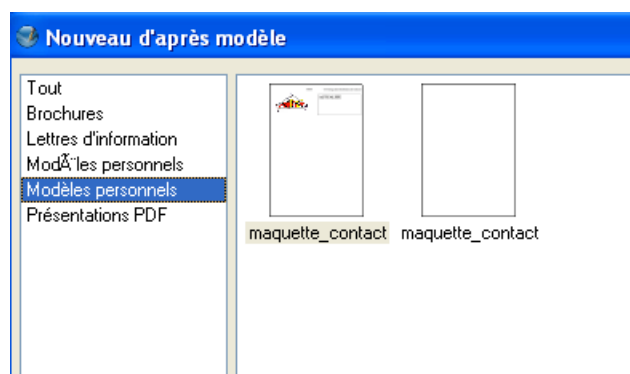 Nouveau d'après modèle
Tout
Brochures
Lettres d'information
ModÃ¨les personnels
Modèles personnels
Présentations PDF
maquette_contact
maquette_contact